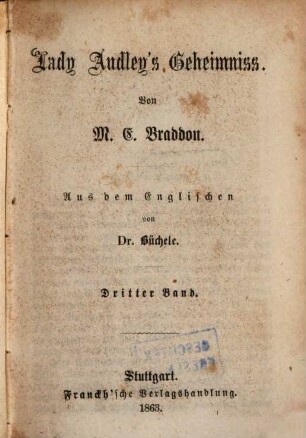 Lady Audley's Geheimniss.
Von
M. E. Braddon.
Aus dem Englischen
von
Dr. Büchele.
Dritter Band.
Stuttgart.
Franckh'sche Verlagshandlung.
1863.